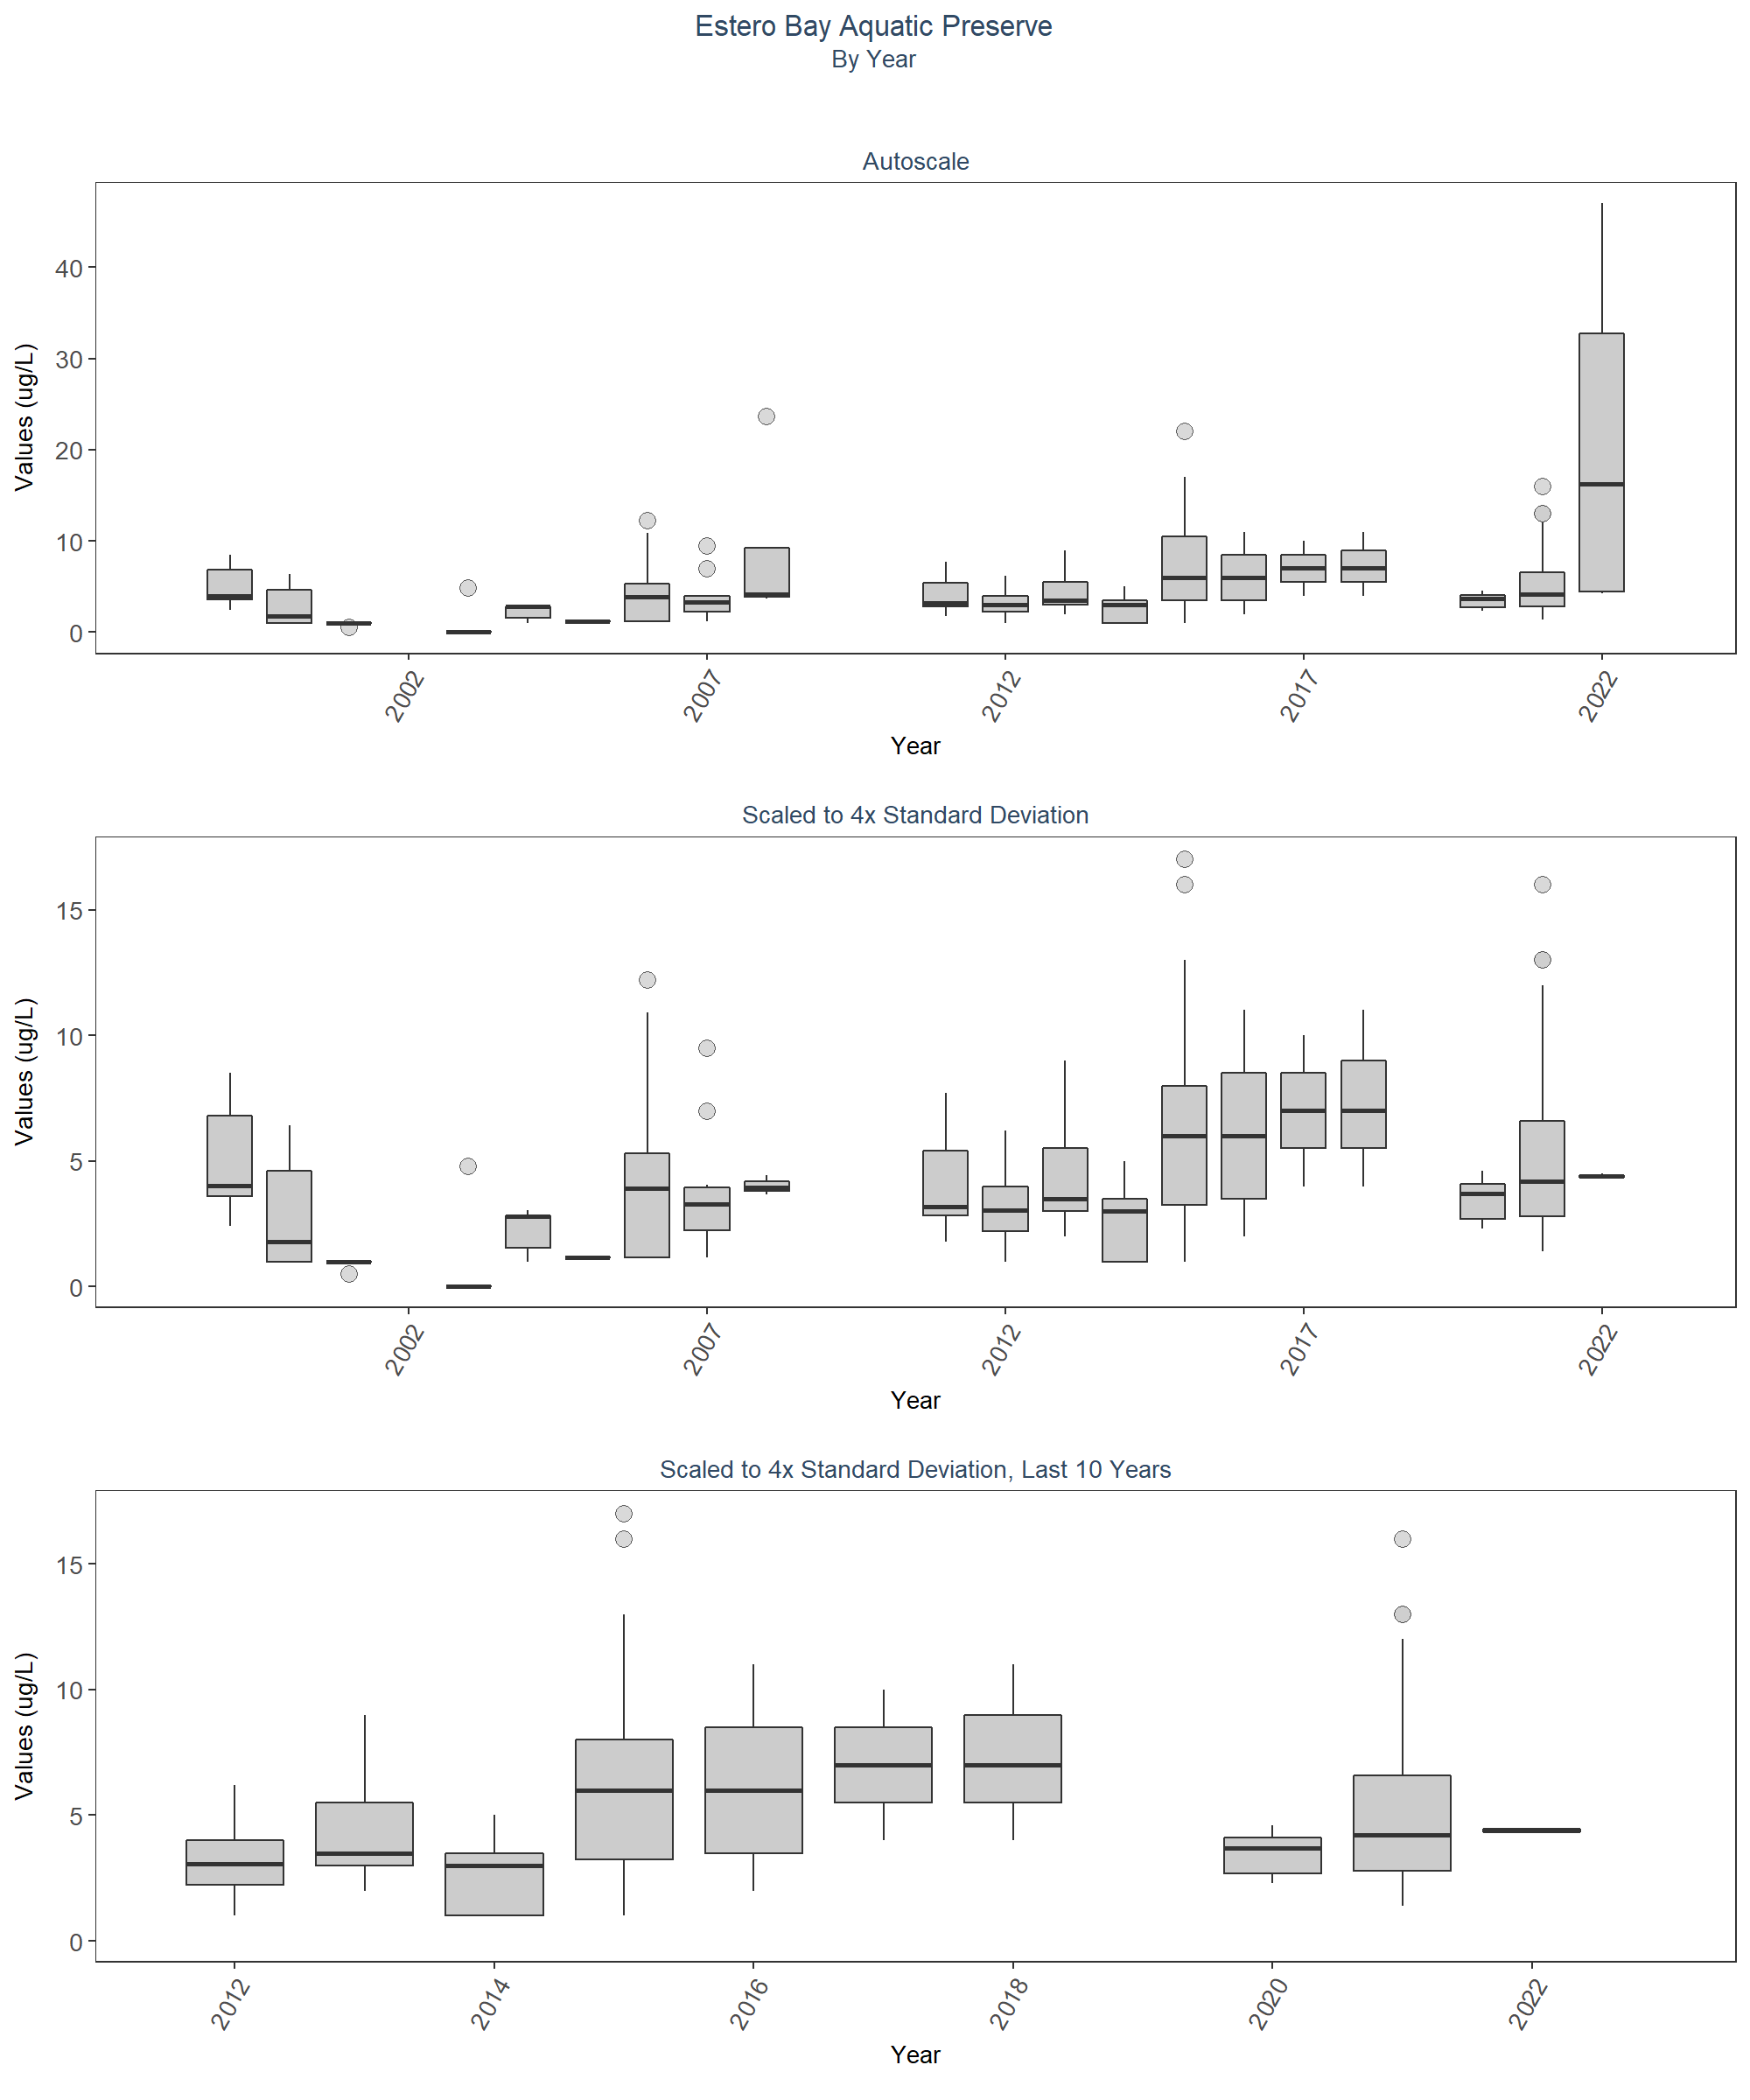 Estero Bay Aquatic Preserve
By Year
Autoscale
Values (ug/L)
40
30
20
10
0
2002 2007 2012 2017 2022
Year
Scaled to 4x Standard Deviation
Values (ug/L)
15
10
5
0
2002 2007 2012 2017 2022
Year
Scaled to 4x Standard Deviation, Last 10 Years
Values (ug/L)
15
10
5
0
2012 2014 2016 2018 2020 2022
Year